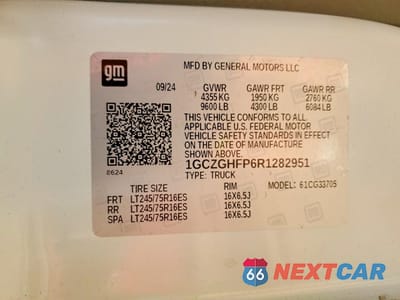 gm
MFD BY GENERAL MOTORS LLC
09/24 GVWR GAWR FRT GAWR RR
4355 KG 1950 KG 2760 KG
9600 LB 4300 LB 6084 LB
THIS VEHICLE CONFORMS TO ALL
APPLICABLE U.S. FEDERAL MOTOR
VEHICLE SAFETY STANDARDS IN EFFECT
ON THE DATE OF MANUFACTURE SHOWN ABOVE.
1GCZGHFP6R1282951
8624 TYPE: TRUCK
TIRE SIZE RIM MODEL: 61CG33705
FRT LT245/75R16ES 16X6.5J
RR LT245/75R16ES 16X6.5J
SPA LT245/75R16ES 16X6.5J
66 NEXTCAR